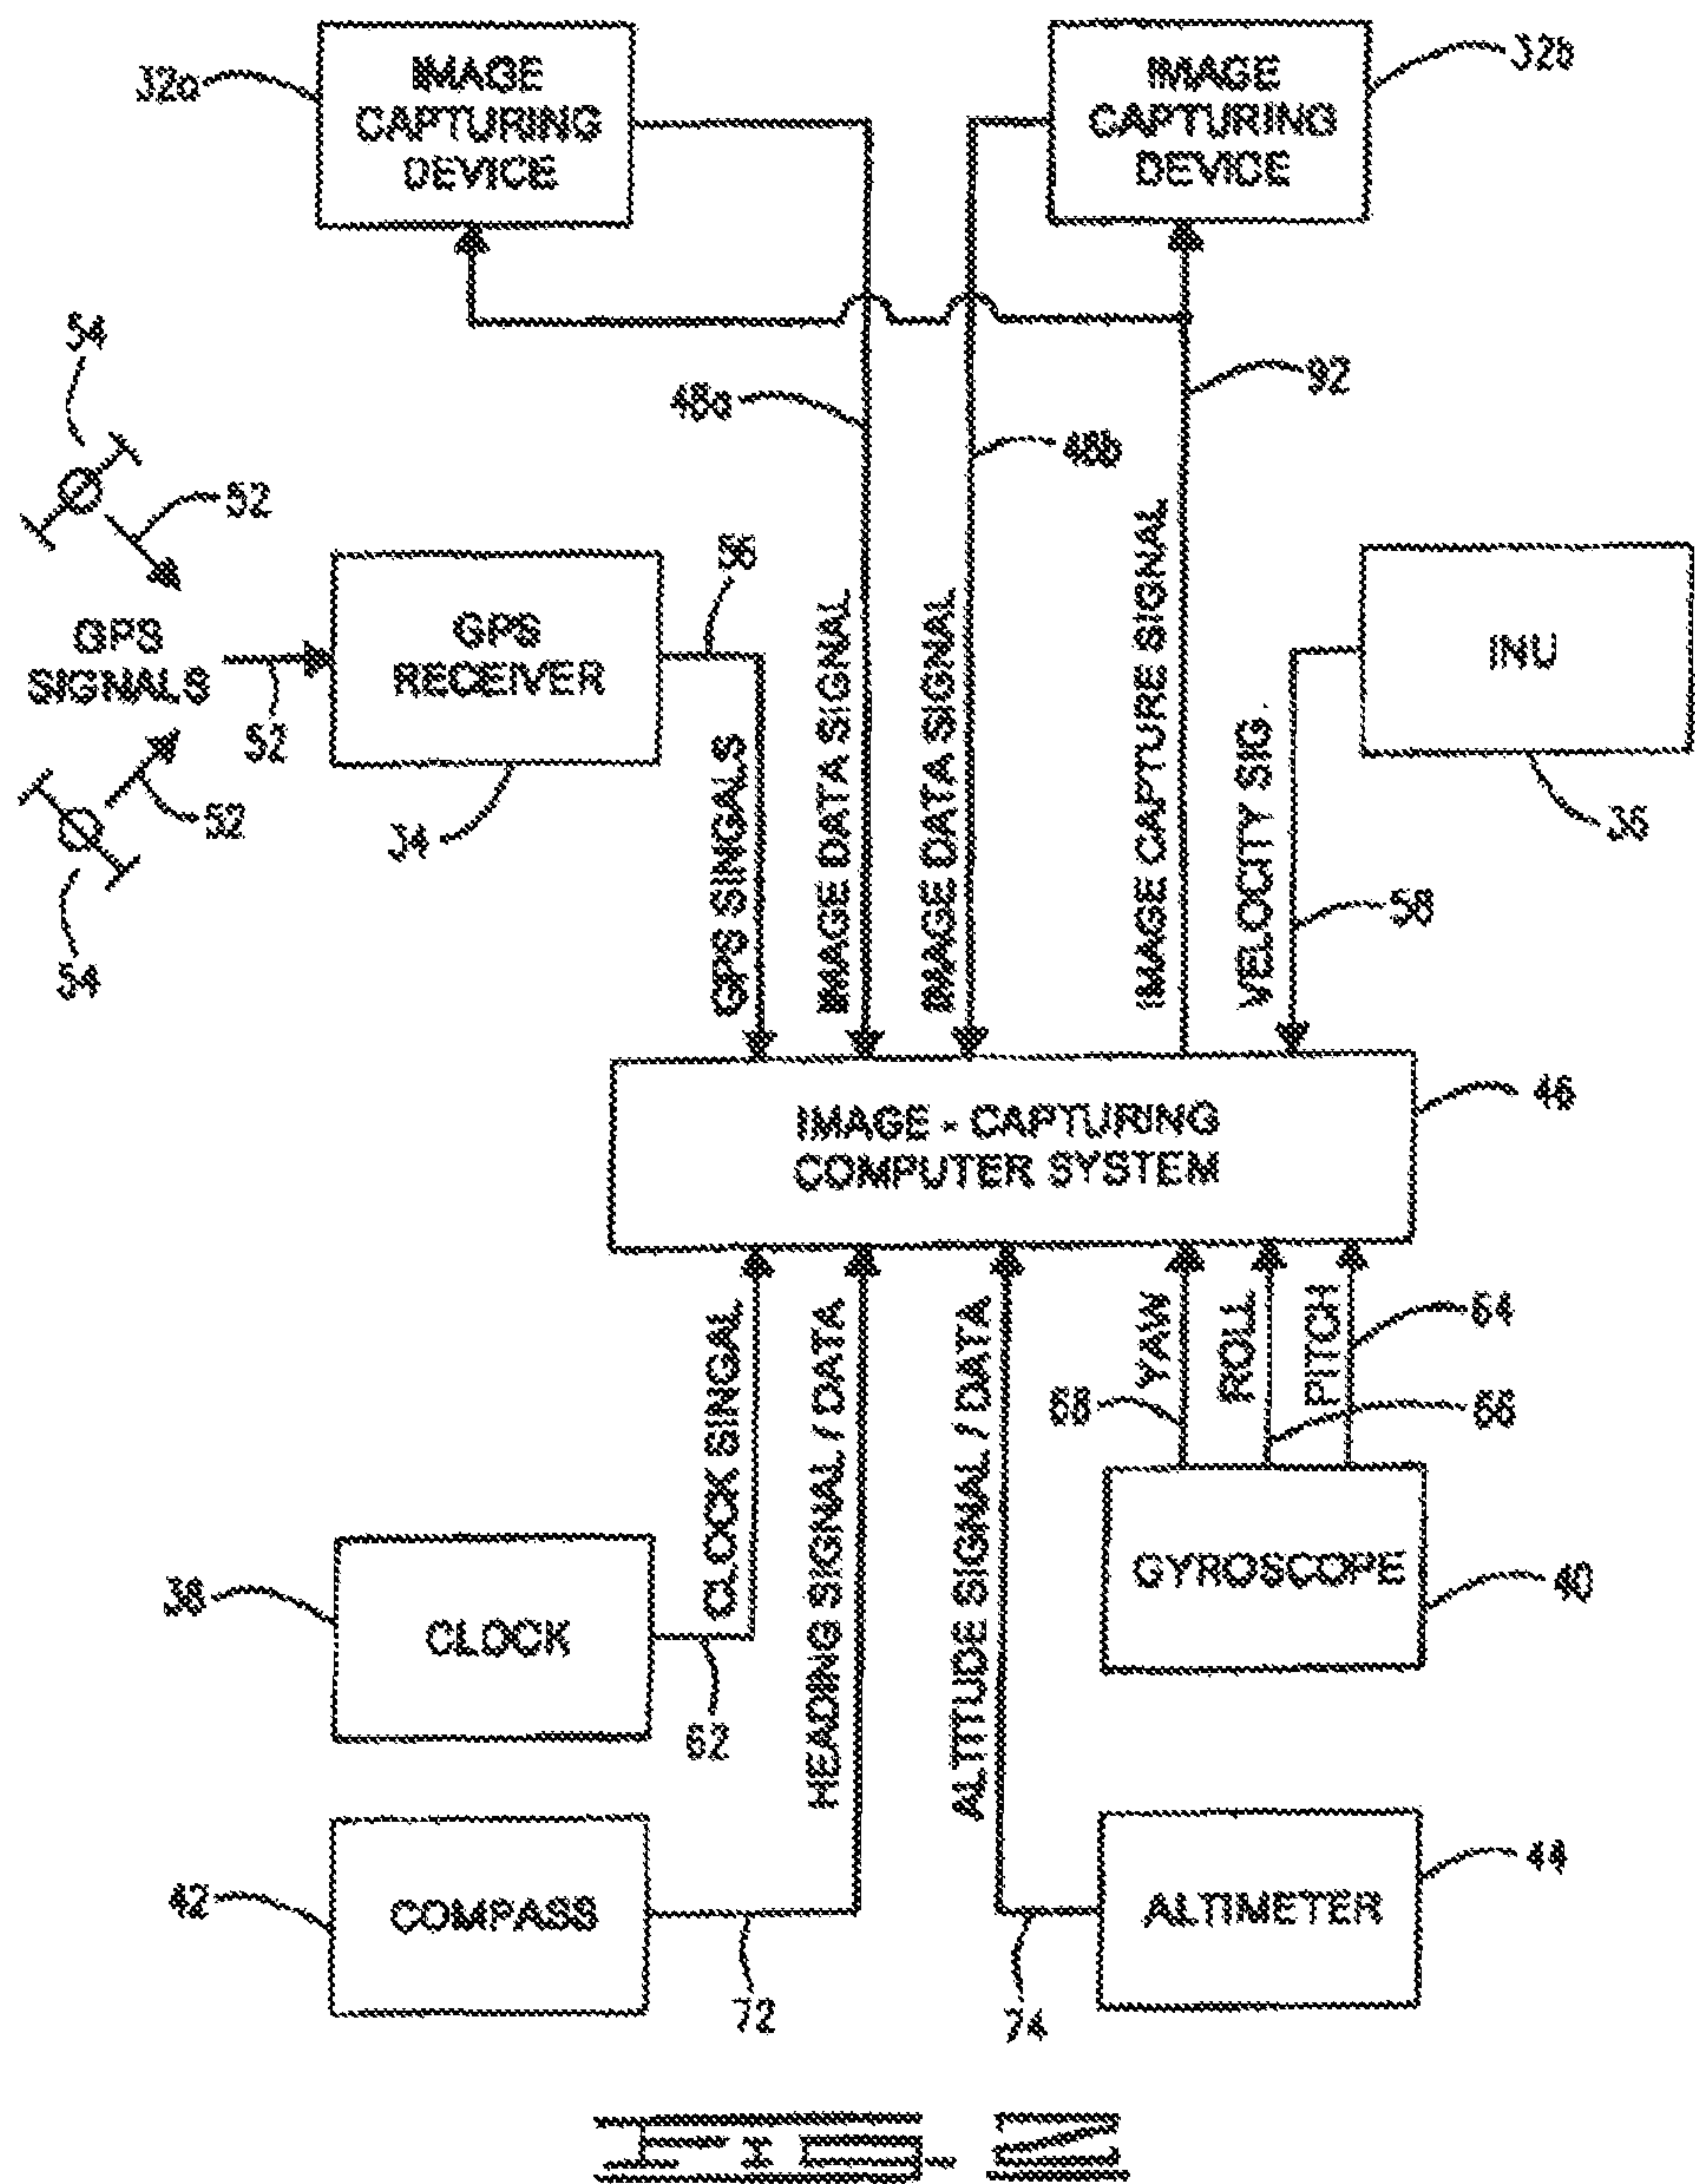 32a
IMAGE
CAPTURING
DEVICE
IMAGE
CAPTURING
DEVICE
32b
54
48a
92
48b
52
GPS
SIGNALS
52
GPS
RECEIVER
56
34
52
54
GPS SINGALS
IMAGE DATA SIGNAL
IMAGE DATA SIGNAL
IMAGE CAPTURE SIGNAL
VELOCITY SIG.
INU
36
58
IMAGE - CAPTURING
COMPUTER SYSTEM
46
CLOCK SINGAL
HEADING SIGNAL / DATA
ALTITUDE SIGNAL / DATA
YAW
ROLL
PITCH
64
68
66
38
CLOCK
62
GYROSCOPE
40
42
COMPASS
72
74
ALTIMETER
44
FIG. 2